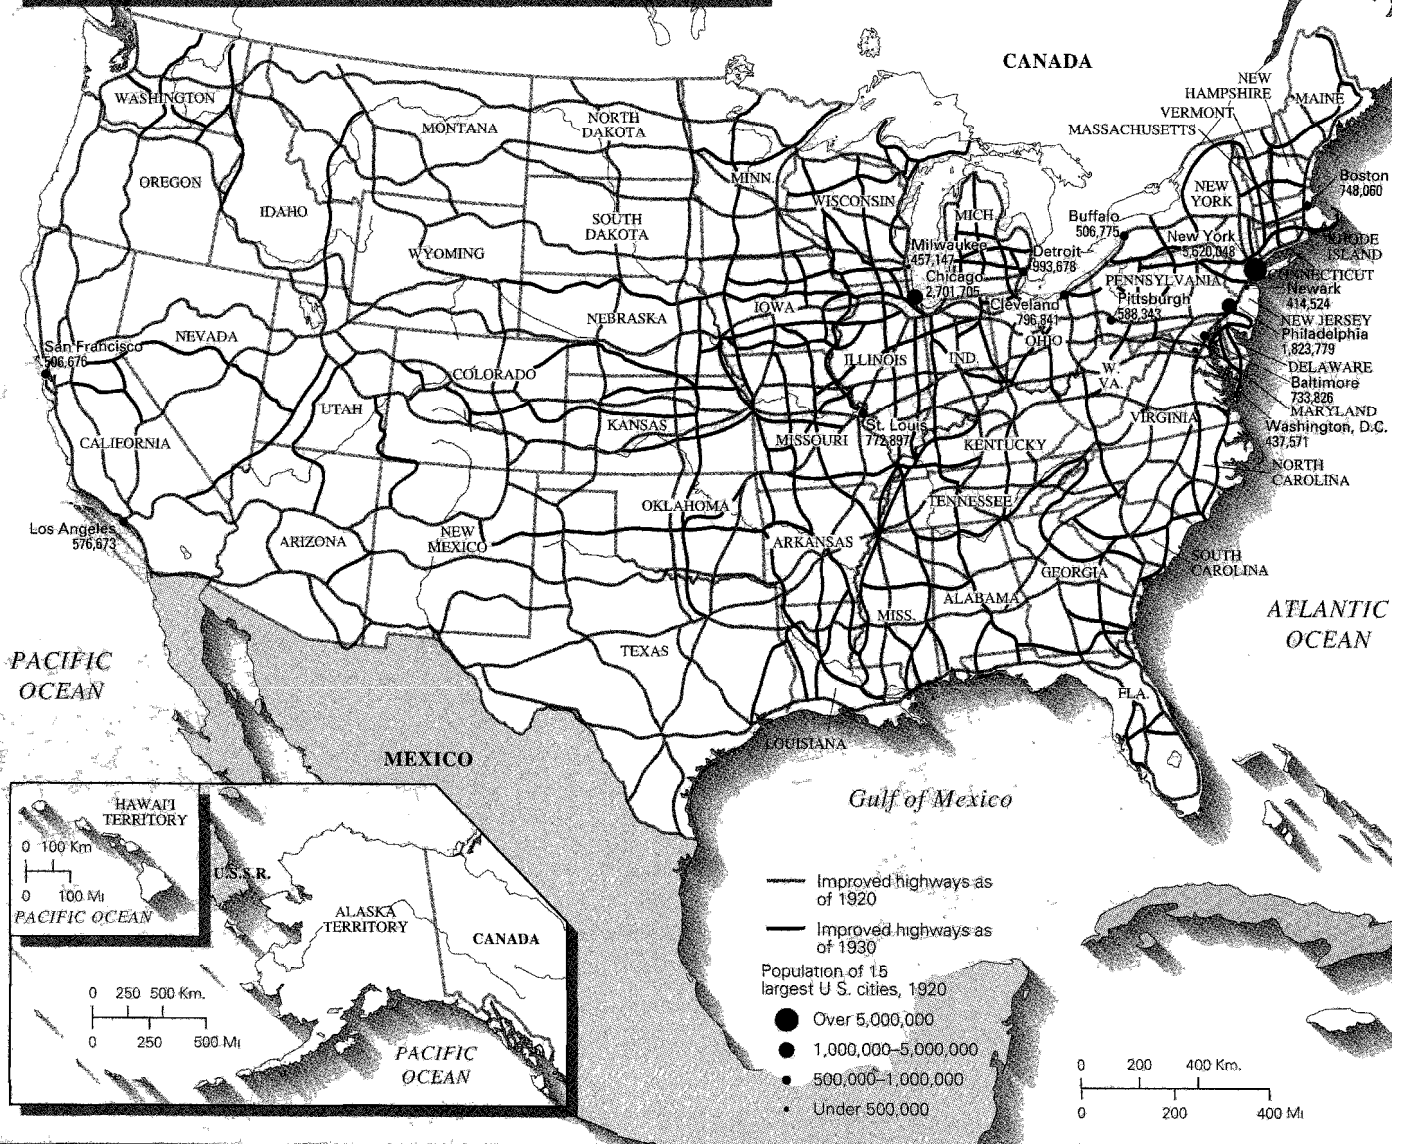 CANADA
NEW
HAMPSHIRE
VERMONT
MAINE
MASSACHUSETTS
WASHINGTON
MONTANA
NORTH
DAKOTA
MINN.
WISCONSIN
MICH.
Boston
748,060
OREGON
IDAHO
SOUTH
DAKOTA
NEW
YORK
Buffalo
506,775
New York
5,620,048
RHODE
ISLAND
WYOMING
Milwaukee
457,147
Chicago
2,701,705
Detroit
993,678
PENNSYLVANIA
CONNECTICUT
Newark
414,524
Cleveland
796,841
Pittsburgh
588,343
NEW JERSEY
Philadelphia
1,823,779
NEBRASKA
IOWA
NEVADA
San Francisco
506,676
OHIO
ILLINOIS
IND.
W.
VA.
DELAWARE
Baltimore
733,826
MARYLAND
Washington, D.C.
437,571
COLORADO
UTAH
CALIFORNIA
KANSAS
MISSOURI
St. Louis
772,897
KENTUCKY
VIRGINIA
NORTH
CAROLINA
Los Angeles
576,673
ARIZONA
NEW
MEXICO
OKLAHOMA
ARKANSAS
TENNESSEE
SOUTH
CAROLINA
GEORGIA
ALABAMA
MISS.
TEXAS
LOUISIANA
FLA.
ATLANTIC
OCEAN
PACIFIC
OCEAN
MEXICO
Gulf of Mexico
HAWAI'I
TERRITORY
0 100 Km
0 100 Mi
PACIFIC OCEAN
U.S.S.R.
ALASKA
TERRITORY
CANADA
0 250 500 Km.
0 250 500 Mi
PACIFIC
OCEAN
Improved highways as
of 1920
Improved highways as
of 1930
Population of 15
largest U S. cities, 1920
Over 5,000,000
1,000,000–5,000,000
500,000–1,000,000
Under 500,000
0 200 400 Km.
0 200 400 Mi